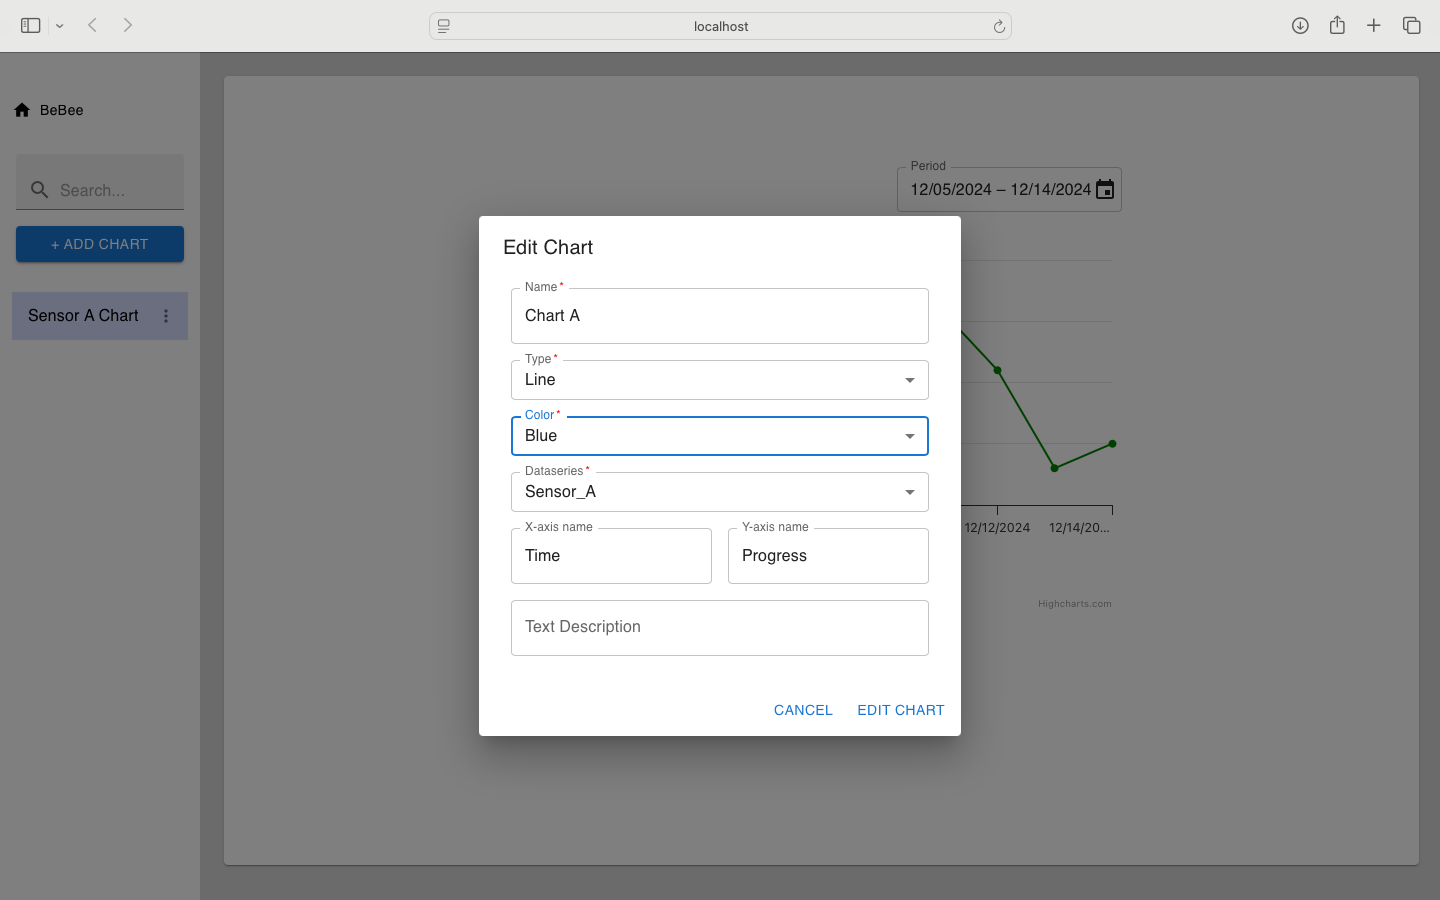 localhost
BeBee
Search...
+ ADD CHART
Sensor A Chart
Period
12/05/2024 – 12/14/2024
Edit Chart
Name *
Chart A
Type *
Line
Color *
Blue
Dataseries *
Sensor_A
X-axis name
Time
Y-axis name
Progress
Text Description
CANCEL
EDIT CHART
12/12/2024
12/14/20...
Highcharts.com